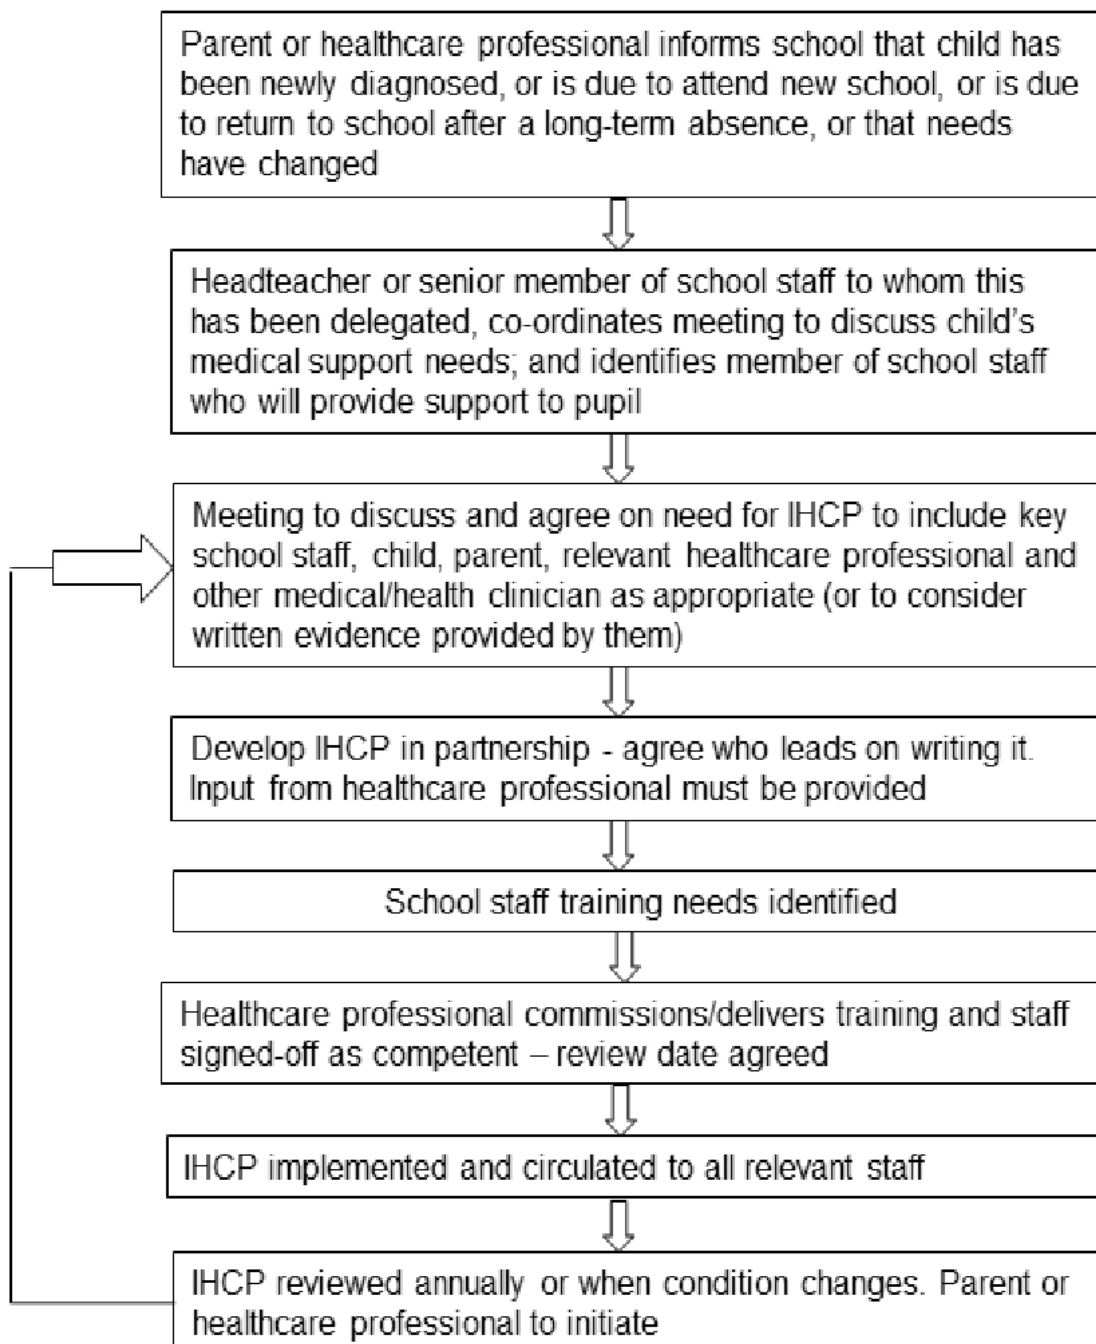 Parent or healthcare professional informs school that child has
been newly diagnosed, or is due to attend new school, or is due
to return to school after a long-term absence, or that needs
have changed
Headteacher or senior member of school staff to whom this
has been delegated, co-ordinates meeting to discuss child's
medical support needs; and identifies member of school staff
who will provide support to pupil
Meeting to discuss and agree on need for IHCP to include key
school staff, child, parent, relevant healthcare professional and
other medical/health clinician as appropriate (or to consider
written evidence provided by them)
Develop IHCP in partnership - agree who leads on writing it.
Input from healthcare professional must be provided
School staff training needs identified
Healthcare professional commissions/delivers training and staff
signed-off as competent – review date agreed
IHCP implemented and circulated to all relevant staff
IHCP reviewed annually or when condition changes. Parent or
healthcare professional to initiate